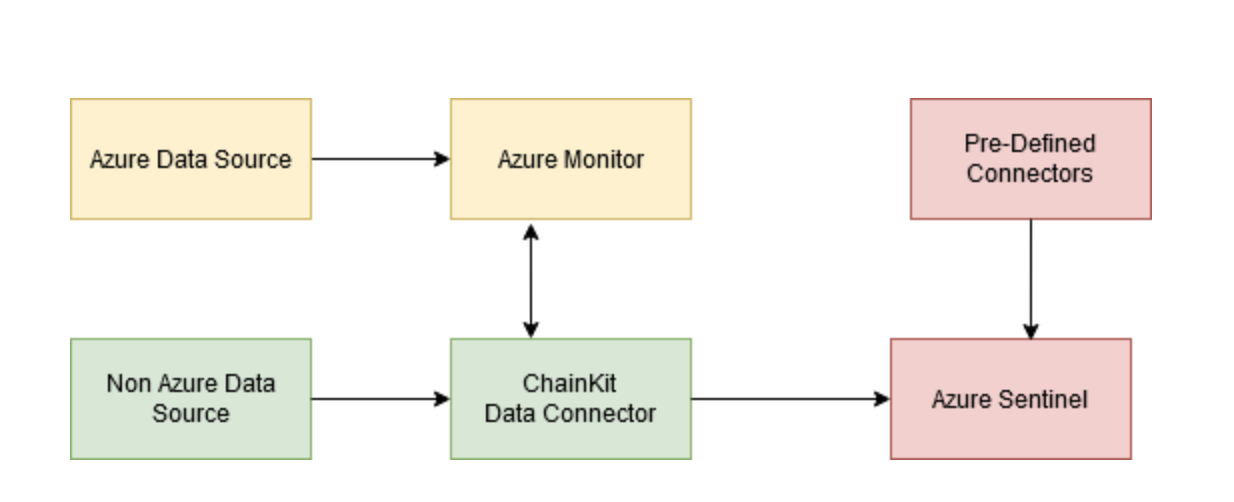 Azure Data Source
Azure Monitor
Pre-Defined
Connectors
Non Azure Data
Source
ChainKit
Data Connector
Azure Sentinel